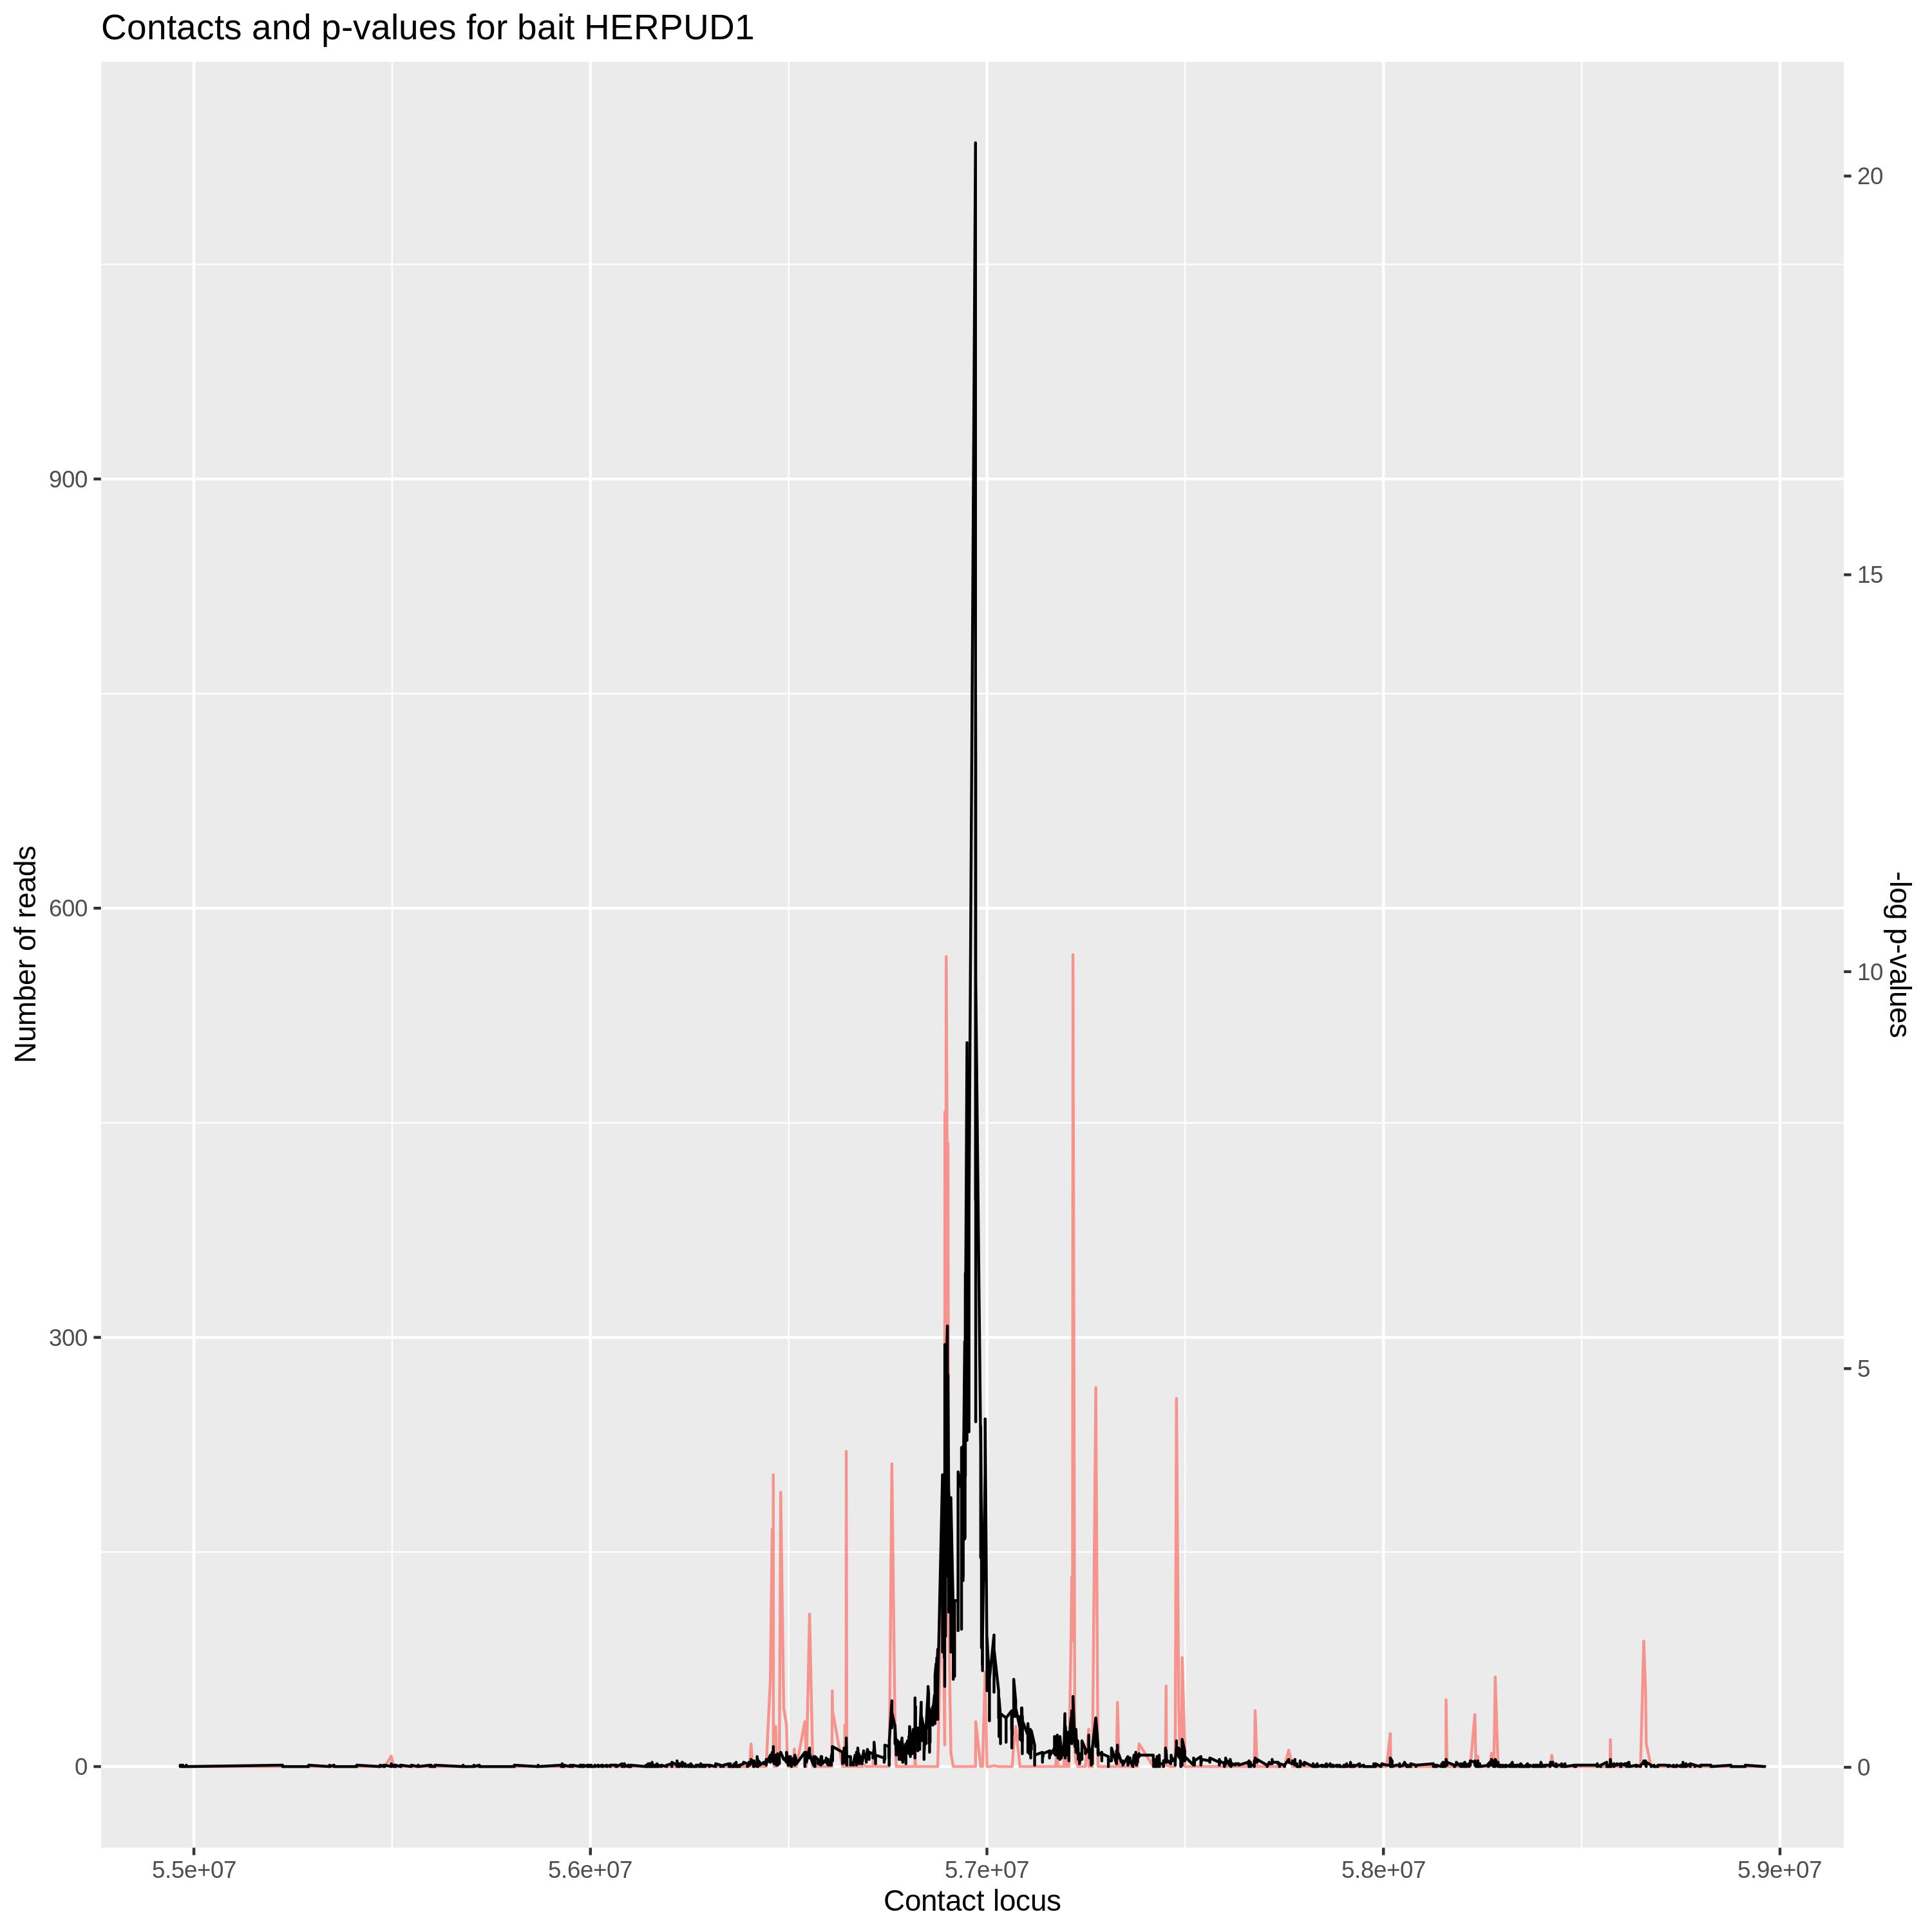 Contacts and p-values for bait HERPUD1
Number of reads
900
600
300
0
20
15
10
5
0
-log p-values
5.5e+07 5.6e+07 5.7e+07 5.8e+07 5.9e+07
Contact locus